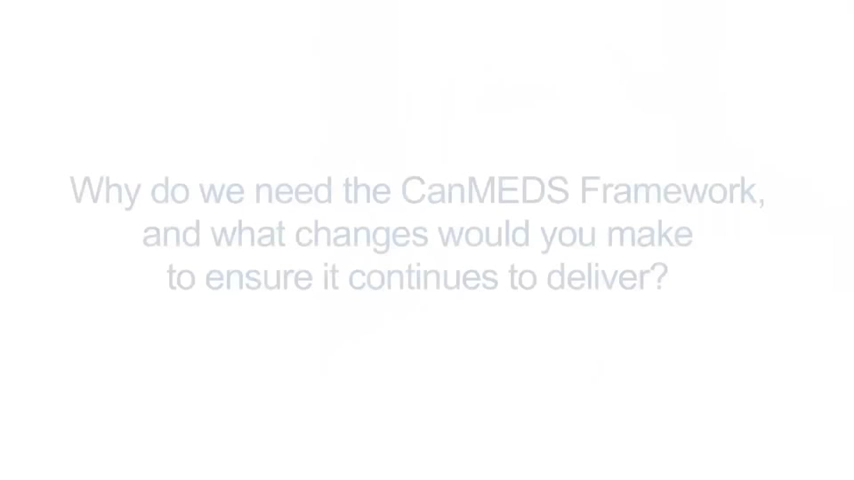 Why do we need the CanMEDS Framework,
and what changes would you make
to ensure it continues to deliver?